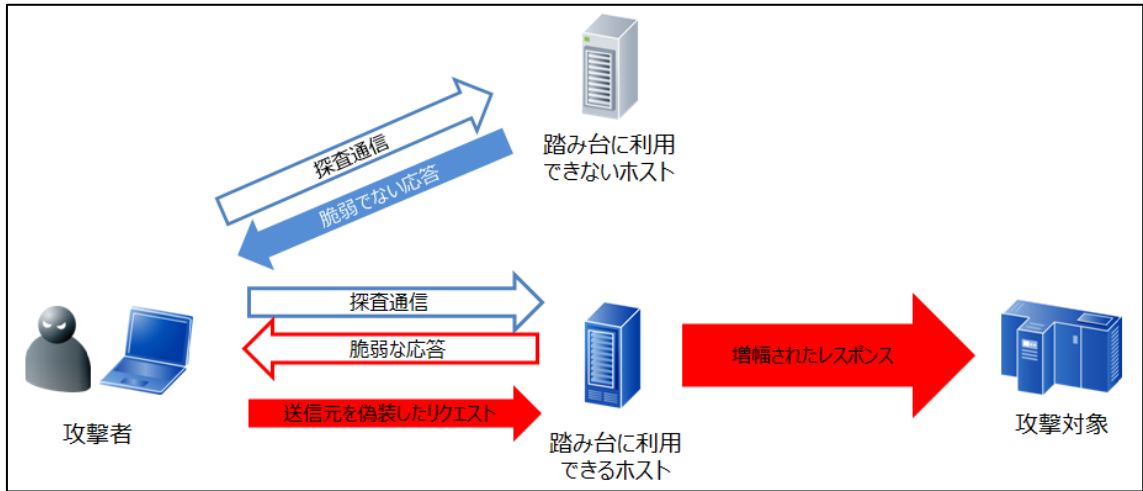 踏み台に利用
できないホスト
探査通信
脆弱でない応答
探査通信
脆弱な応答
増幅されたレスポンス
送信元を偽装したリクエスト
攻撃者
踏み台に利用
できるホスト
攻撃対象